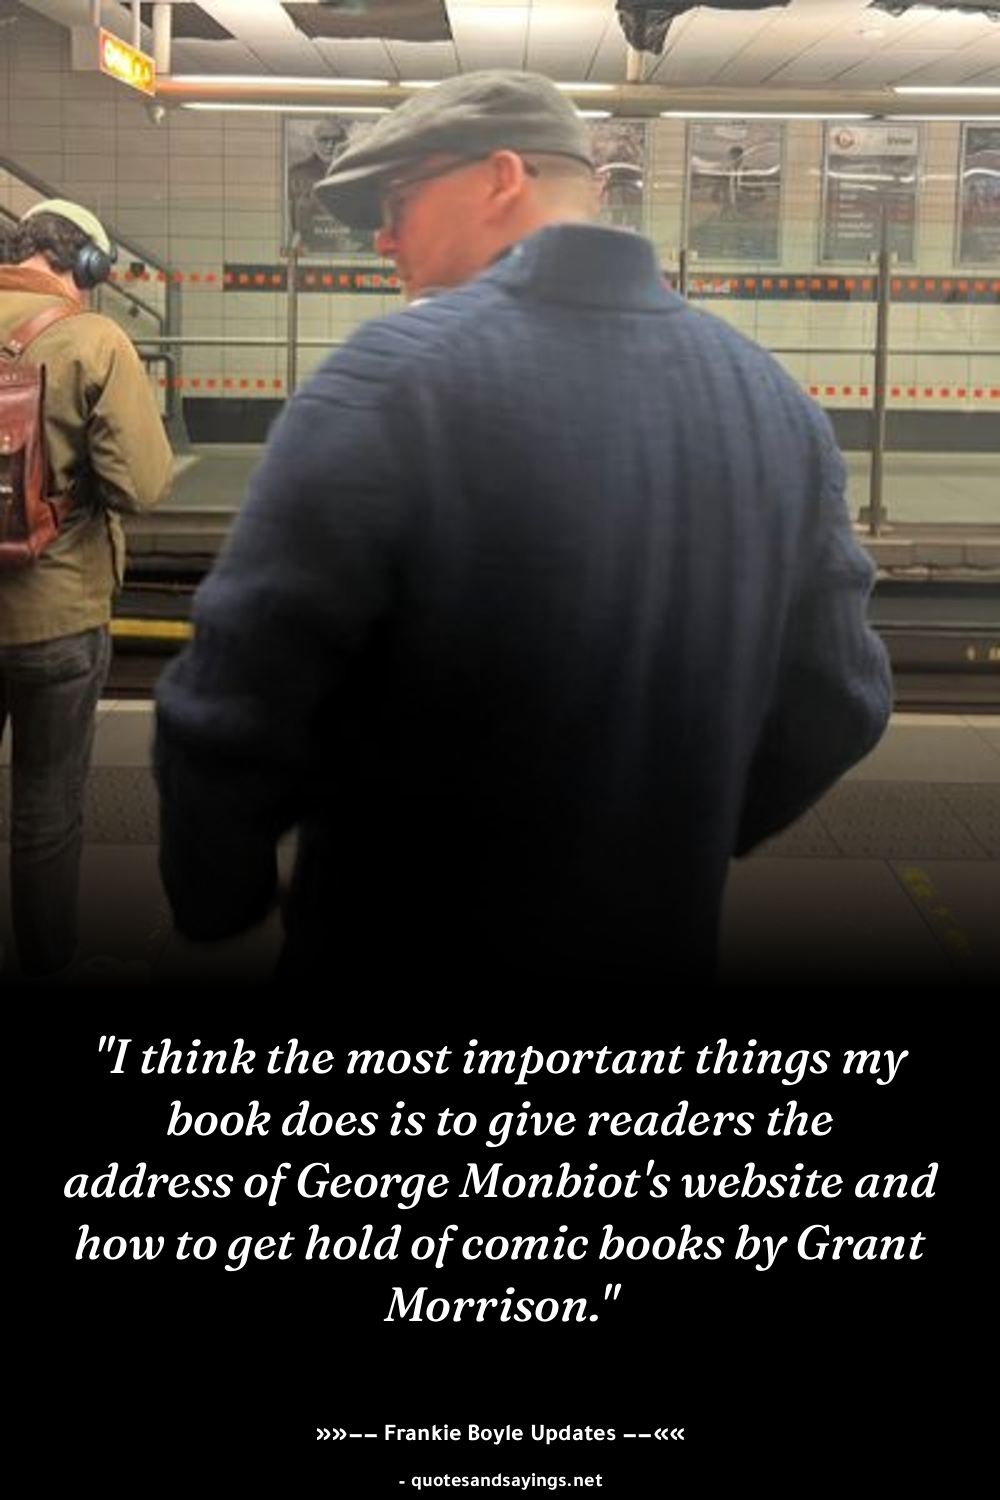 "I think the most important things my
book does is to give readers the
address of George Monbiot's website and
how to get hold of comic books by Grant
Morrison."
»»—— Frankie Boyle Updates ——««
- quotesandsayings.net